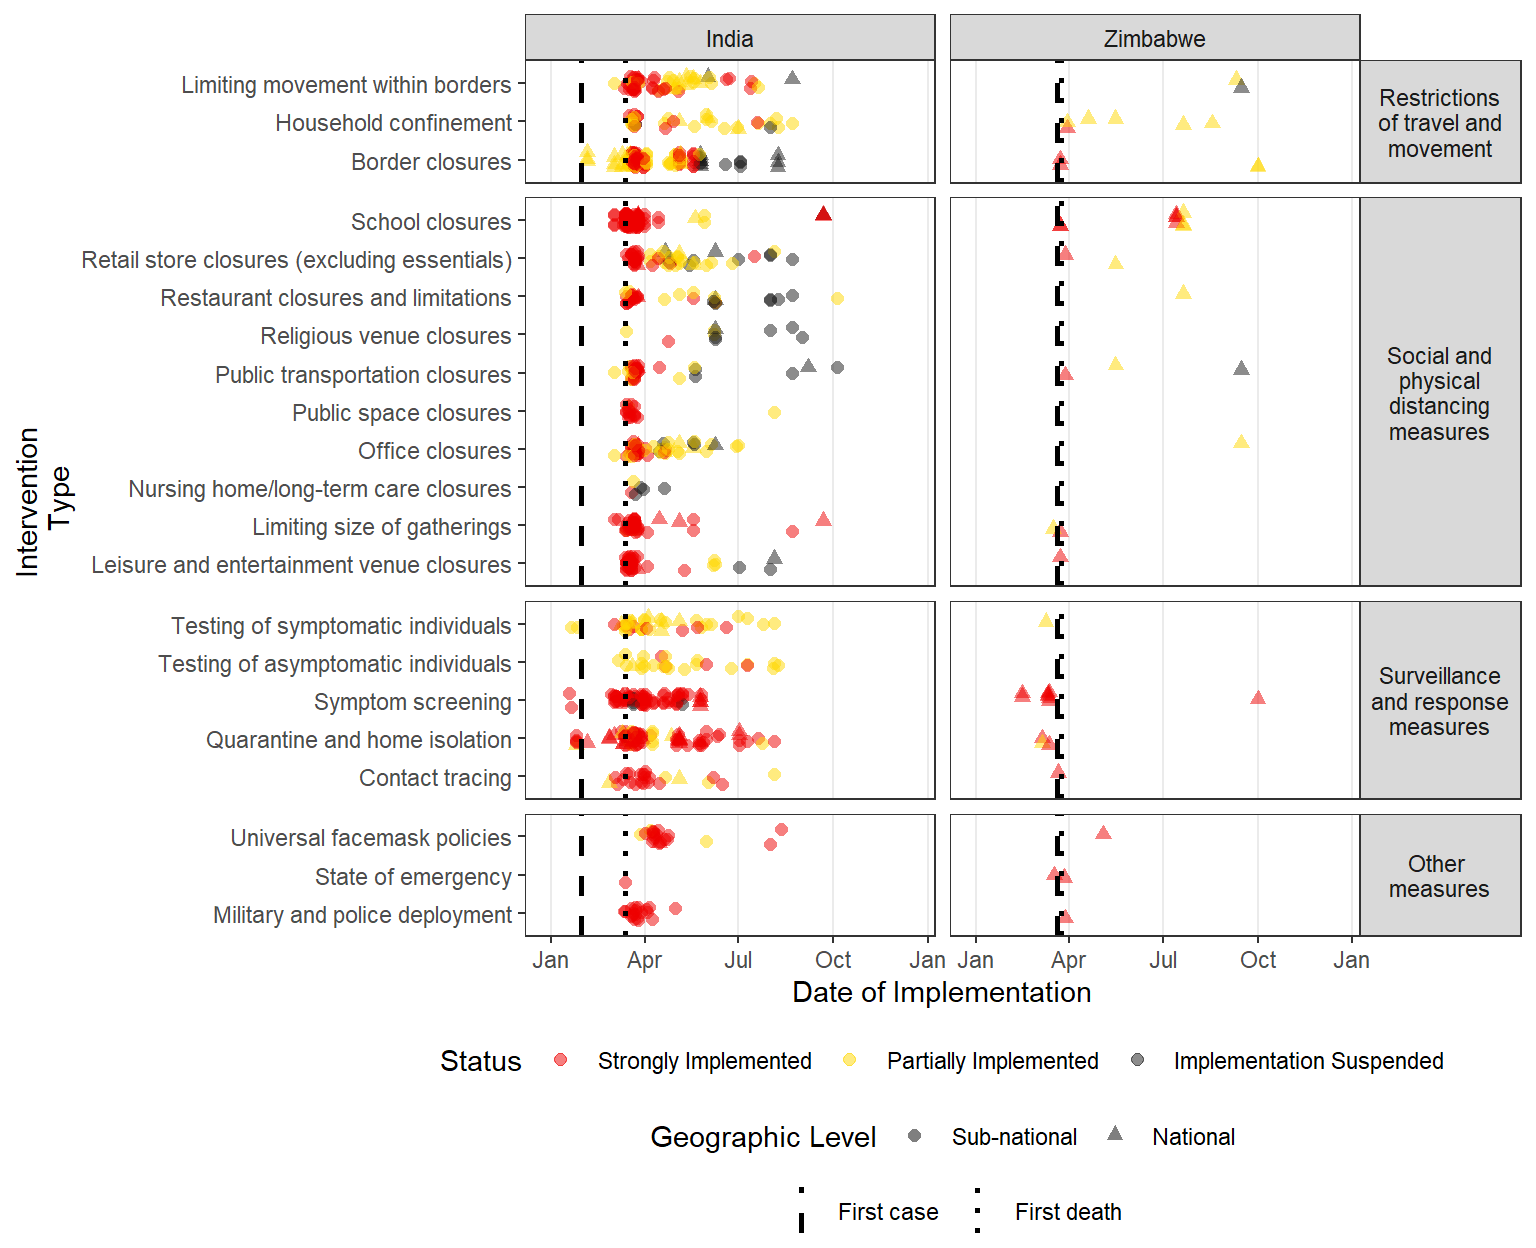 India
Zimbabwe
Limiting movement within borders
Household confinement
Border closures
Restrictions
of travel and
movement
School closures
Retail store closures (excluding essentials)
Restaurant closures and limitations
Religious venue closures
Public transportation closures
Public space closures
Office closures
Nursing home/long-term care closures
Limiting size of gatherings
Leisure and entertainment venue closures
Social and
physical
distancing
measures
Testing of symptomatic individuals
Testing of asymptomatic individuals
Symptom screening
Quarantine and home isolation
Contact tracing
Surveillance
and response
measures
Universal facemask policies
State of emergency
Military and police deployment
Other
measures
Intervention
Type
Jan Apr Jul Oct Jan Jan Apr Jul Oct Jan
Date of Implementation
Status Strongly Implemented Partially Implemented Implementation Suspended
Geographic Level Sub-national National
First case First death